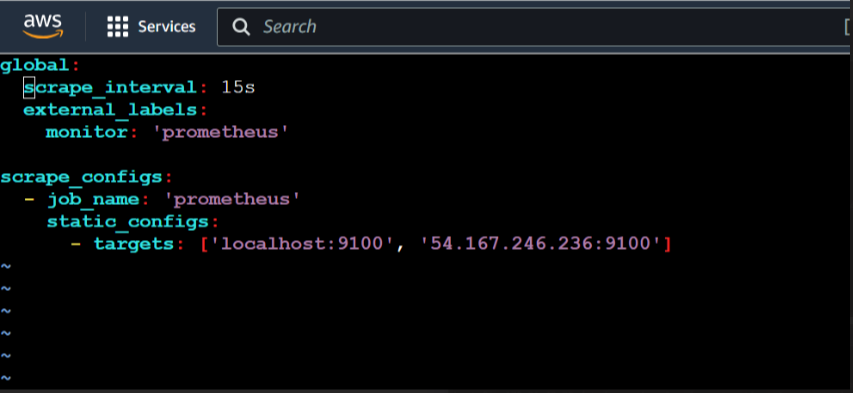 aws Services Search [
global:
  scrape_interval: 15s
  external_labels:
    monitor: 'prometheus'
scrape_configs:
  - job_name: 'prometheus'
    static_configs:
      - targets: ['localhost:9100', '54.167.246.236:9100']
~
~
~
~
~
~